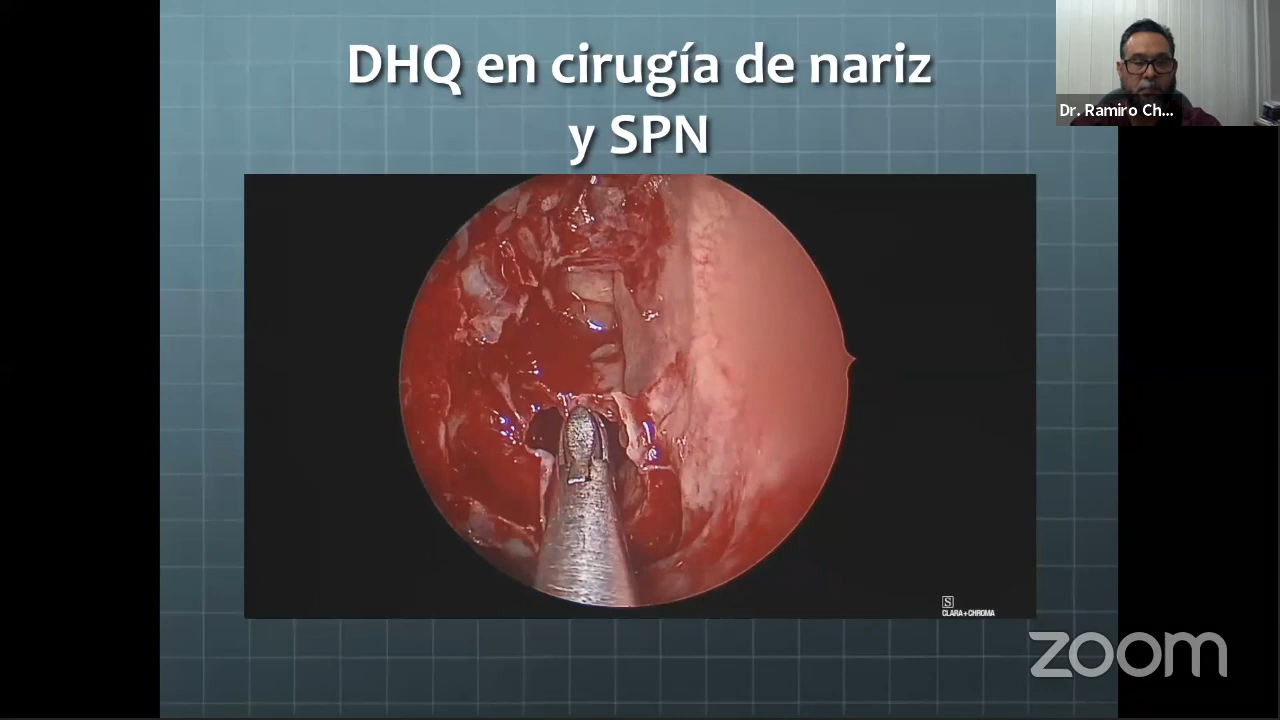 DHQ en cirugía de nariz
y SPN
Dr. Ramiro Ch...
S
CLARA+CHROMA
zoom